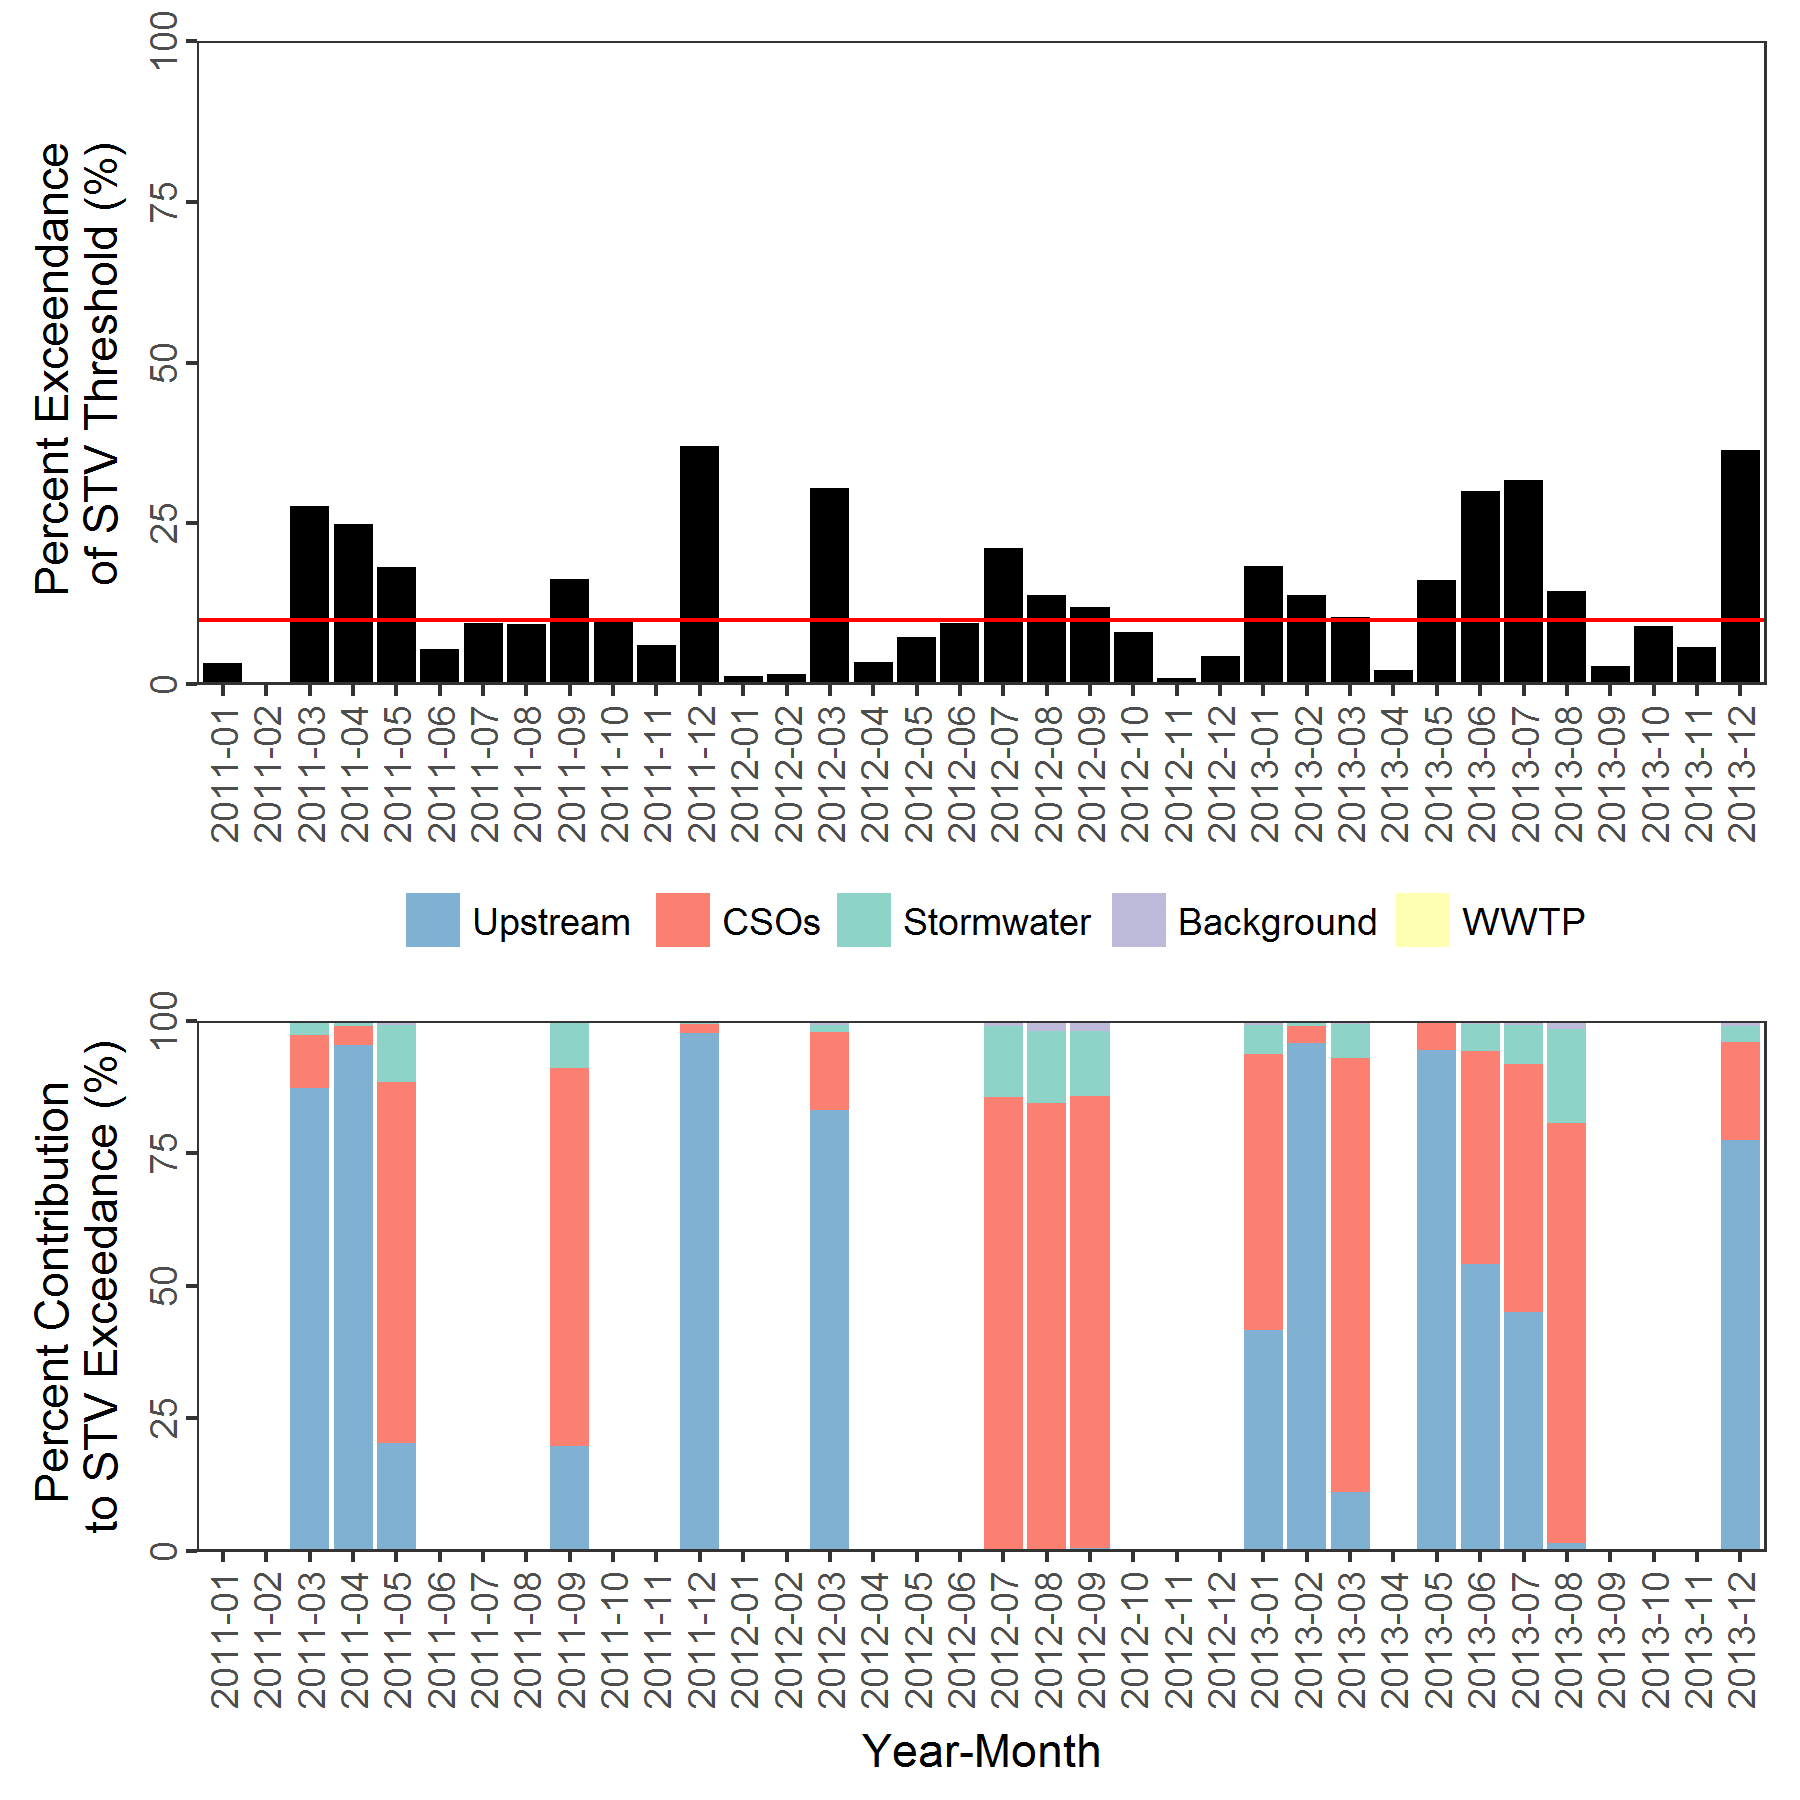 Percent Exceendance
of STV Threshold (%)
100
75
50
25
0
2011-01 2011-02 2011-03 2011-04 2011-05 2011-06 2011-07 2011-08 2011-09 2011-10 2011-11 2011-12 2012-01 2012-02 2012-03 2012-04 2012-05 2012-06 2012-07 2012-08 2012-09 2012-10 2012-11 2012-12 2013-01 2013-02 2013-03 2013-04 2013-05 2013-06 2013-07 2013-08 2013-09 2013-10 2013-11 2013-12
Upstream CSOs Stormwater Background WWTP
Percent Contribution
to STV Exceedance (%)
100
75
50
25
0
2011-01 2011-02 2011-03 2011-04 2011-05 2011-06 2011-07 2011-08 2011-09 2011-10 2011-11 2011-12 2012-01 2012-02 2012-03 2012-04 2012-05 2012-06 2012-07 2012-08 2012-09 2012-10 2012-11 2012-12 2013-01 2013-02 2013-03 2013-04 2013-05 2013-06 2013-07 2013-08 2013-09 2013-10 2013-11 2013-12
Year-Month